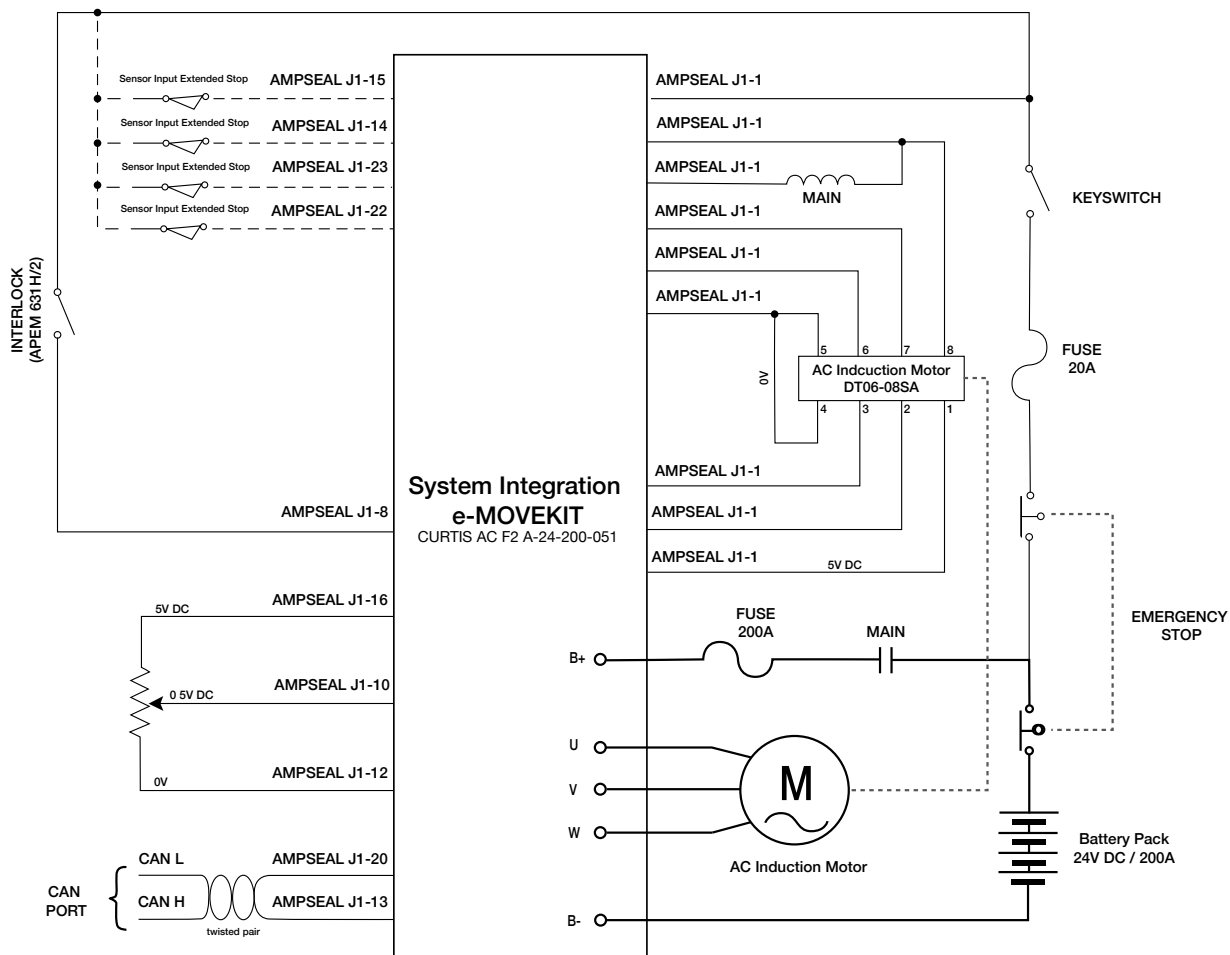 Sensor Input Extended Stop
AMPSEAL J1-15
Sensor Input Extended Stop
AMPSEAL J1-14
Sensor Input Extended Stop
AMPSEAL J1-23
Sensor Input Extended Stop
AMPSEAL J1-22
INTERLOCK
(APEM 631H/2)
AMPSEAL J1-8
5V DC
AMPSEAL J1-16
0 5V DC
AMPSEAL J1-10
0V
AMPSEAL J1-12
CAN
PORT
CAN L
AMPSEAL J1-20
CAN H
AMPSEAL J1-13
twisted pair
System Integration
e-MOVEKIT
CURTIS AC F2 A-24-200-051
AMPSEAL J1-1
AMPSEAL J1-1
AMPSEAL J1-1
MAIN
AMPSEAL J1-1
AMPSEAL J1-1
AMPSEAL J1-1
0V
5 6 7 8
AC Indcuction Motor
DT06-08SA
4 3 2 1
AMPSEAL J1-1
AMPSEAL J1-1
AMPSEAL J1-1
5V DC
KEYSWITCH
FUSE
20A
EMERGENCY
STOP
FUSE
200A
MAIN
B+
U
V
W
M
AC Induction Motor
Battery Pack
24V DC / 200A
B-